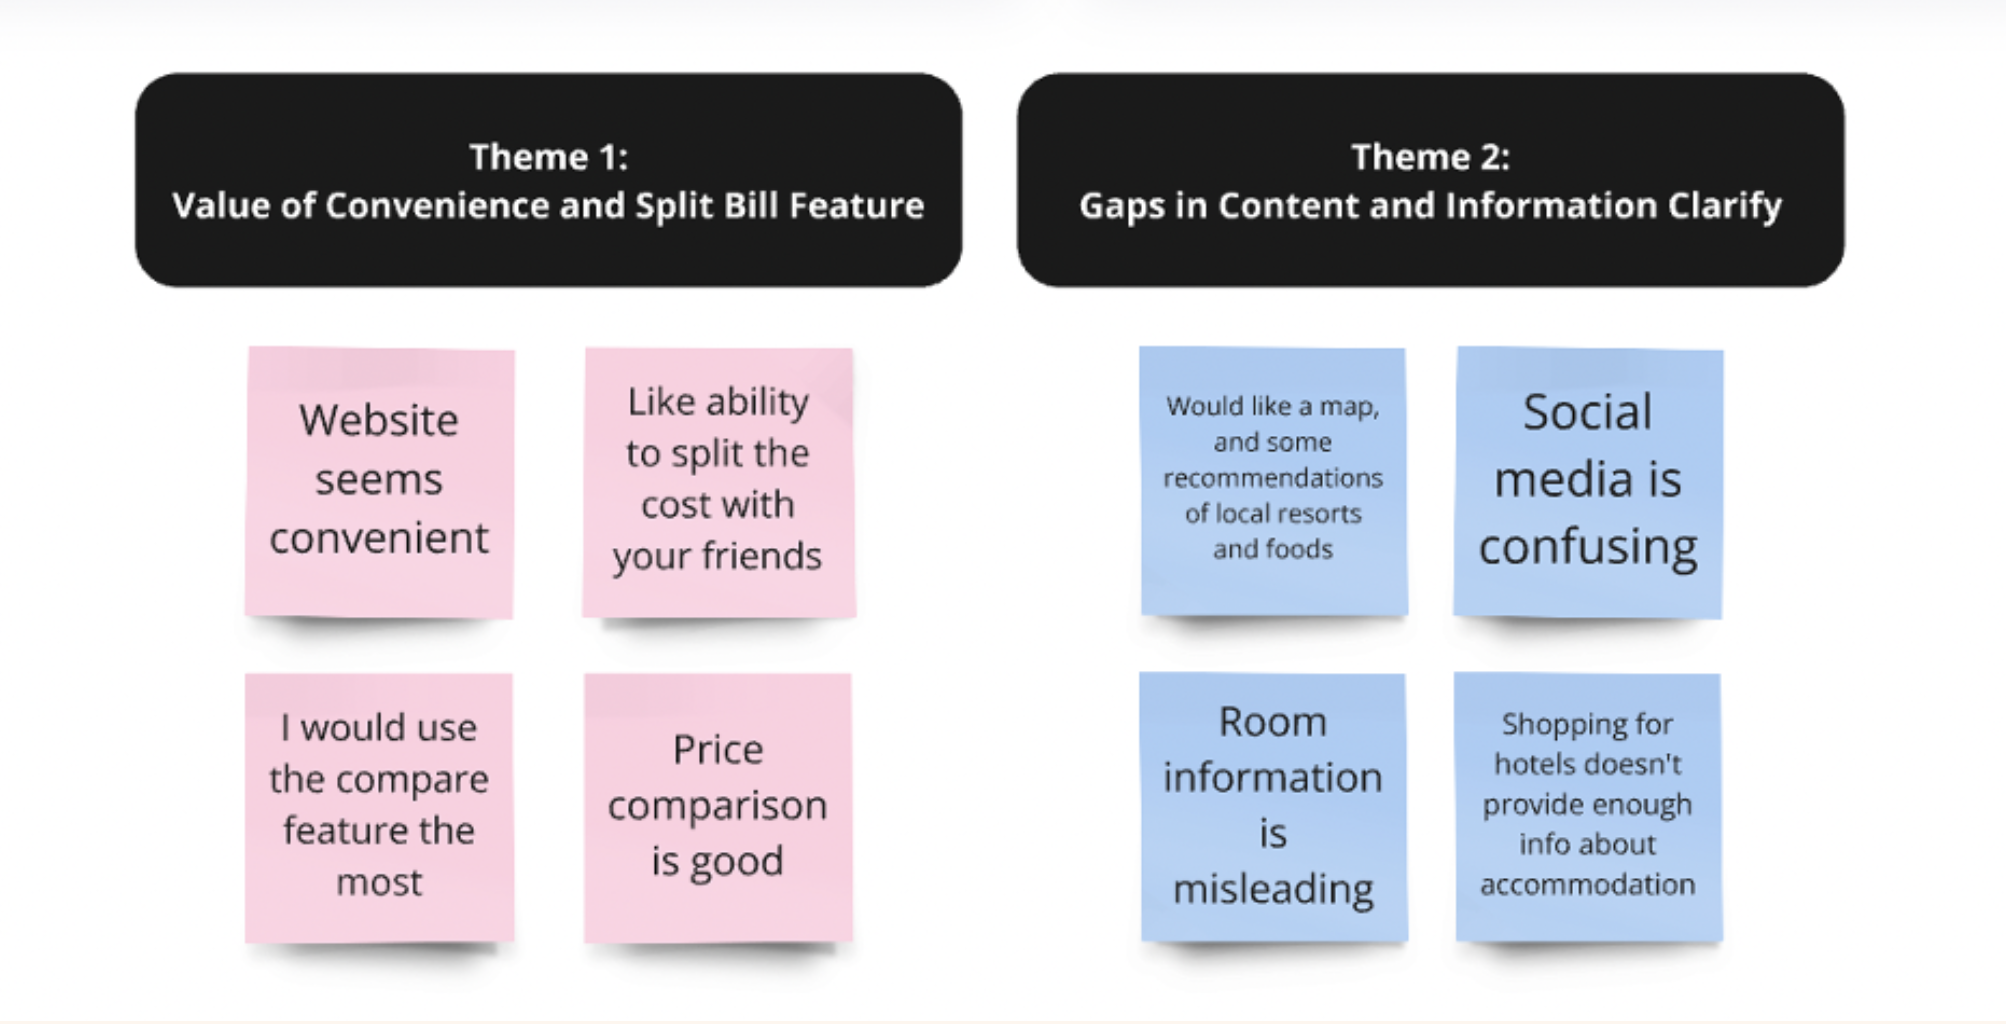 Theme 1:
Value of Convenience and Split Bill Feature
Theme 2:
Gaps in Content and Information Clarify
Website
seems
convenient
Like ability
to split the
cost with
your friends
I would use
the compare
feature the
most
Price
comparison
is good
Would like a map,
and some
recommendations
of local resorts
and foods
Social
media is
confusing
Room
information
is
misleading
Shopping for
hotels doesn't
provide enough
info about
accommodation